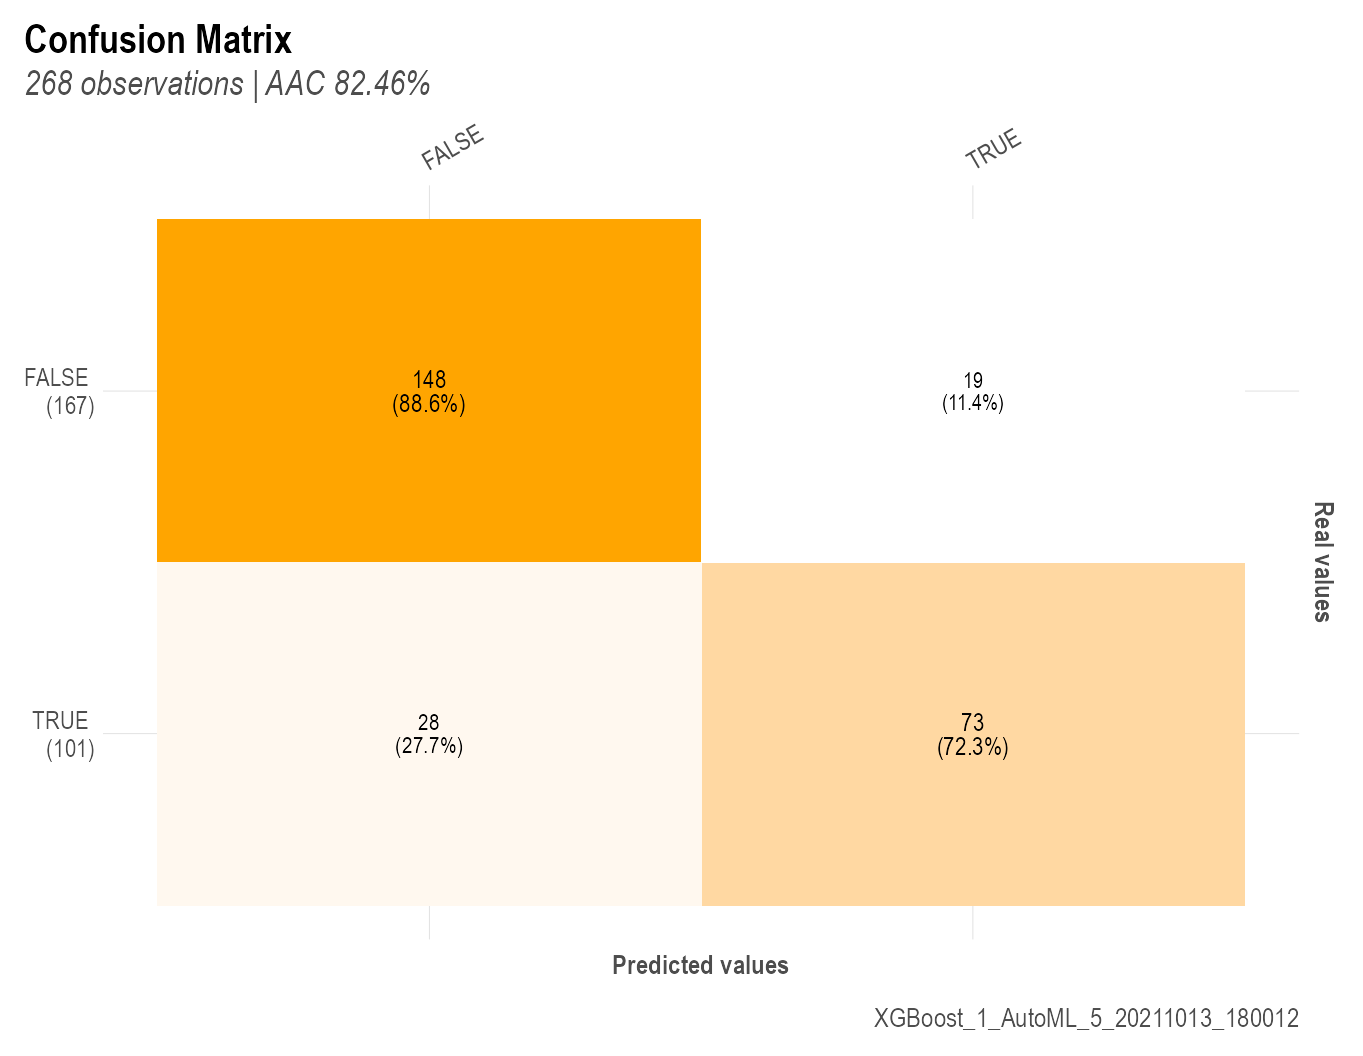 Confusion Matrix
268 observations | AAC 82.46%
FALSE
TRUE
FALSE
(167)
148
(88.6%)
19
(11.4%)
TRUE
(101)
28
(27.7%)
73
(72.3%)
Real values
Predicted values
XGBoost_1_AutoML_5_20211013_180012